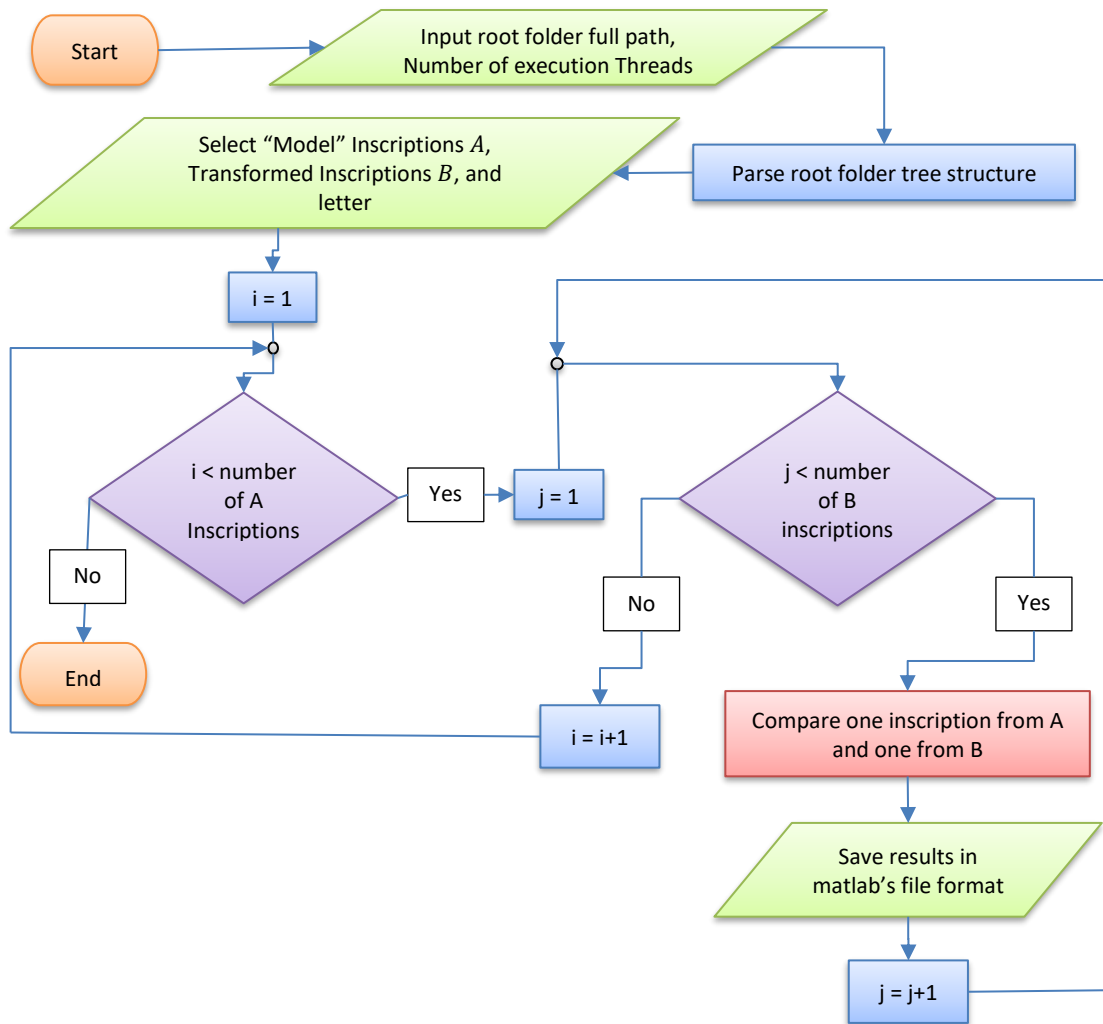 Start
Input root folder full path,
Number of execution Threads
Select “Model” Inscriptions A,
Transformed Inscriptions B, and
letter
Parse root folder tree structure
i = 1
i < number
of A
Inscriptions
Yes
j = 1
j < number
of B
inscriptions
No
End
No
Yes
i = i+1
Compare one inscription from A
and one from B
Save results in
matlab’s file format
j = j+1